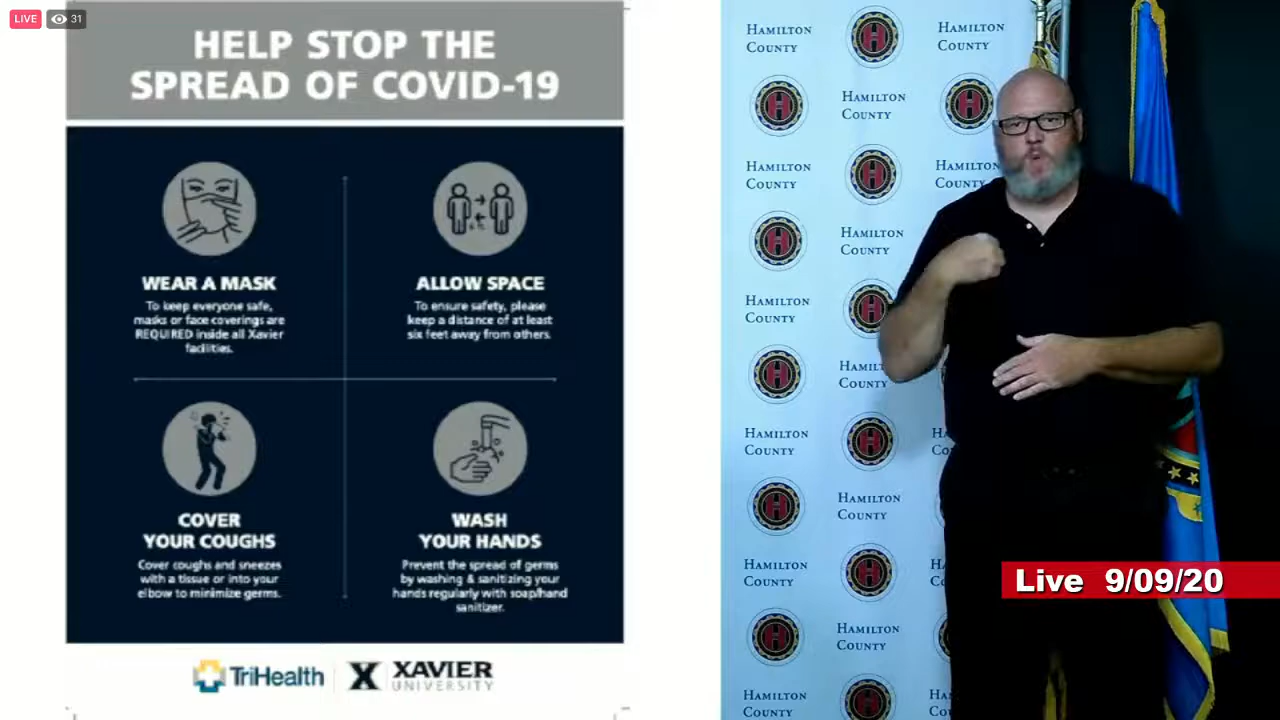 LIVE
31
HELP STOP THE
SPREAD OF COVID-19
WEAR A MASK
To keep everyone safe,
masks or face coverings are
REQUIRED inside all Xavier
facilities.
ALLOW SPACE
To ensure safety, please
keep a distance of at least
six feet away from others.
COVER
YOUR COUGHS
Cover coughs and sneezes
with a tissue or into your
elbow to minimize germs.
WASH
YOUR HANDS
Prevent the spread of germs
by washing & sanitizing your
hands regularly with soap/hand
sanitizer.
TriHealth
X XAVIER
UNIVERSITY
HAMILTON
COUNTY
HAMILTON
COUNTY
HAMILTON
COUNTY
HAMILTON
COUNTY
HAMILTON
COUNTY
HAMILTON
COUNTY
HAMILTON
COUNTY
HAMILTON
COUNTY
HAMILTON
COUNTY
HAMILTON
COUNTY
HAMILTON
COUNTY
HAMILTON
COUNTY
HAMILTON
COUNTY
Live 9/09/20